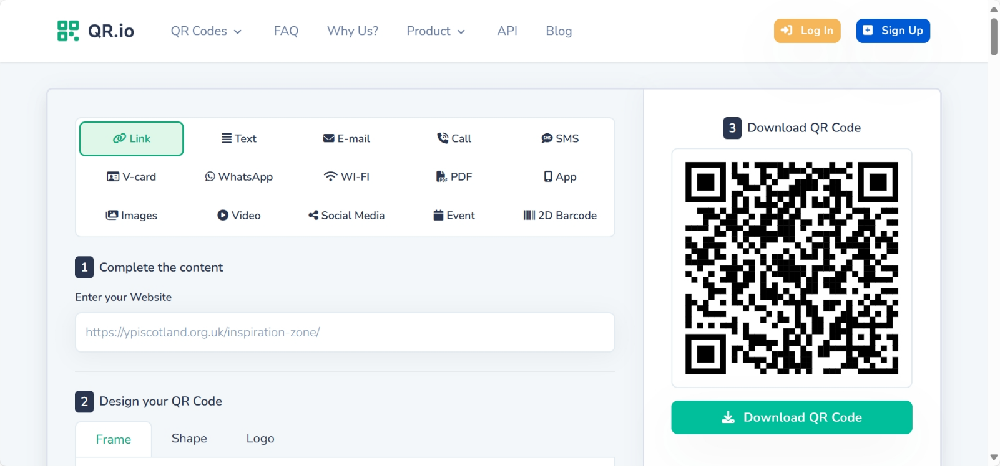 QR.io QR Codes FAQ Why Us? Product API Blog Log In Sign Up
Link Text E-mail Call SMS
V-card WhatsApp WI-FI PDF App
Images Video Social Media Event 2D Barcode
1 Complete the content
Enter your Website
https://ypiscotland.org.uk/inspiration-zone/
2 Design your QR Code
Frame Shape Logo
3 Download QR Code
Download QR Code